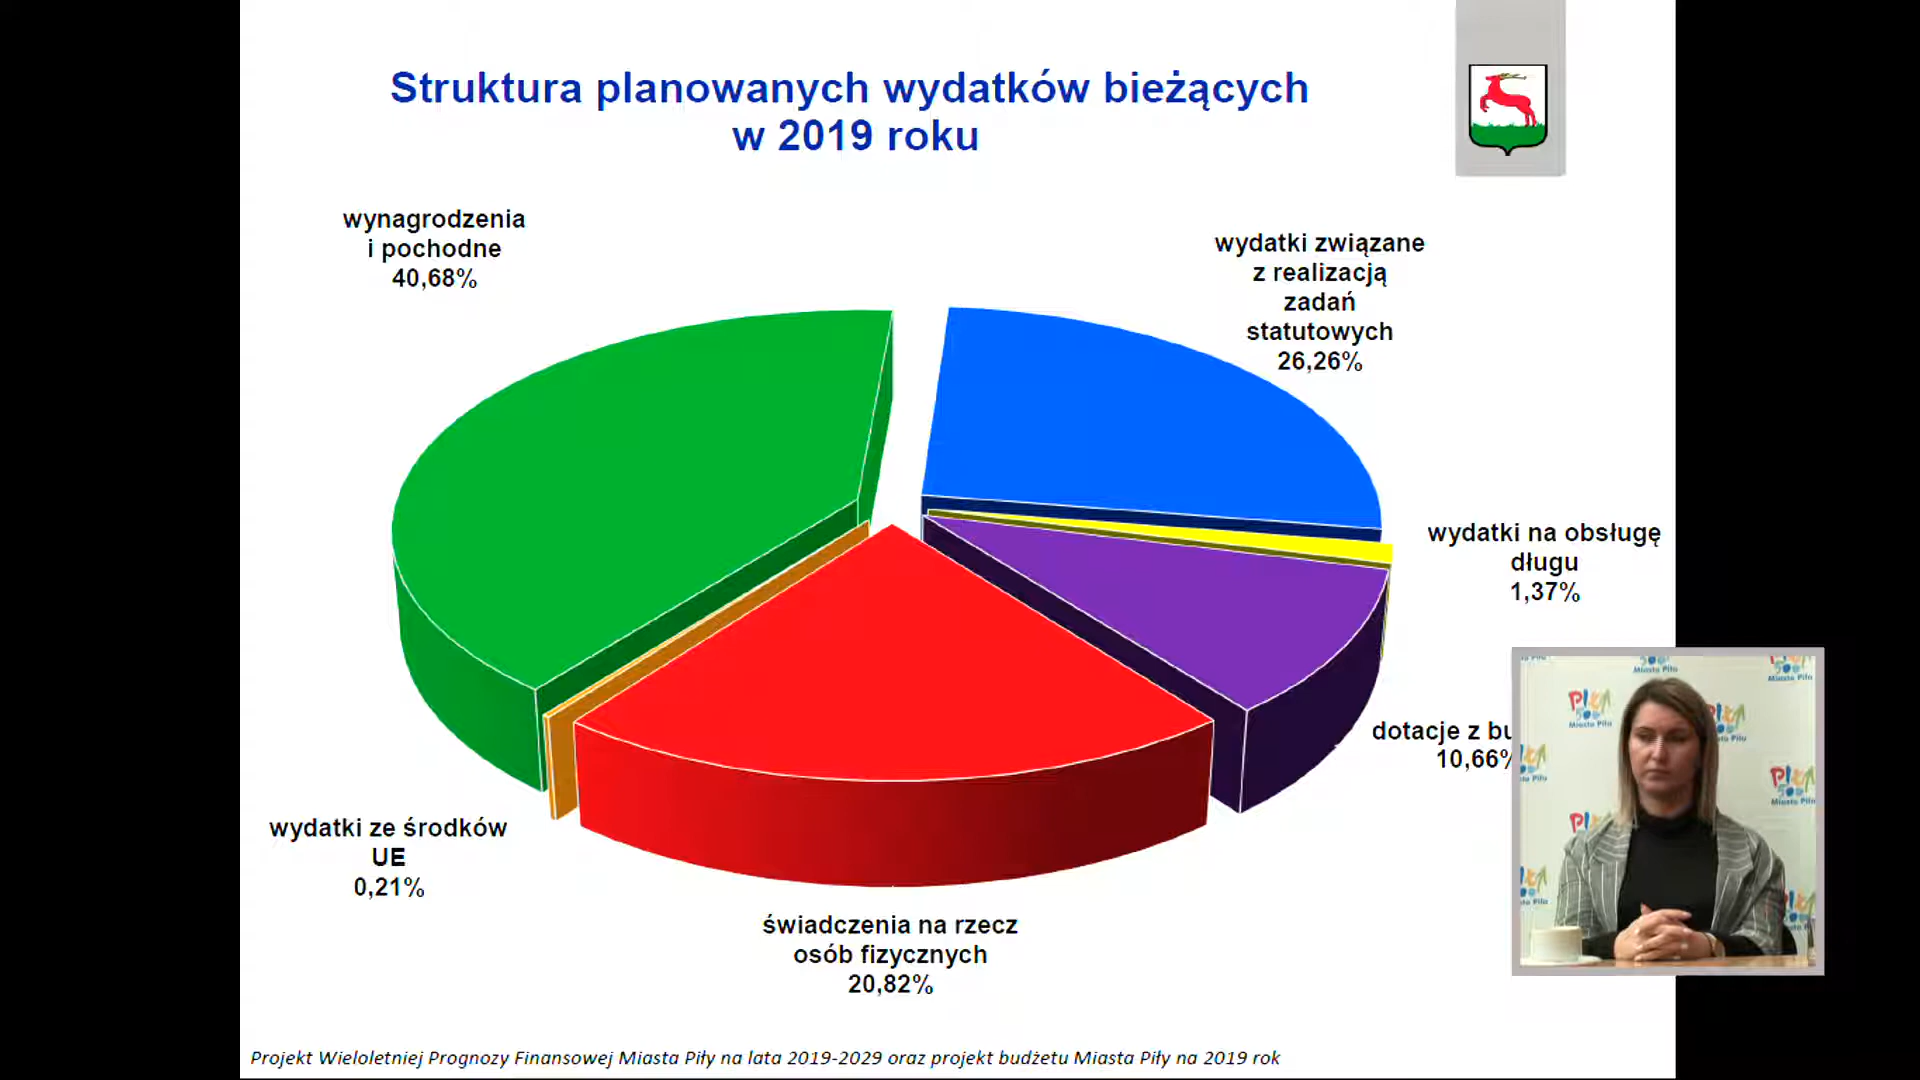 Struktura planowanych wydatków bieżących
w 2019 roku
wynagrodzenia
i pochodne
40,68%
wydatki związane
z realizacją
zadań
statutowych
26,26%
wydatki na obsługę
długu
1,37%
dotacje z
10,66%
wydatki ze środków
UE
0,21%
świadczenia na rzecz
osób fizycznych
20,82%
Projekt Wieloletniej Prognozy Finansowej Miasta Piły na lata 2019-2029 oraz projekt budżetu Miasta Piły na 2019 rok